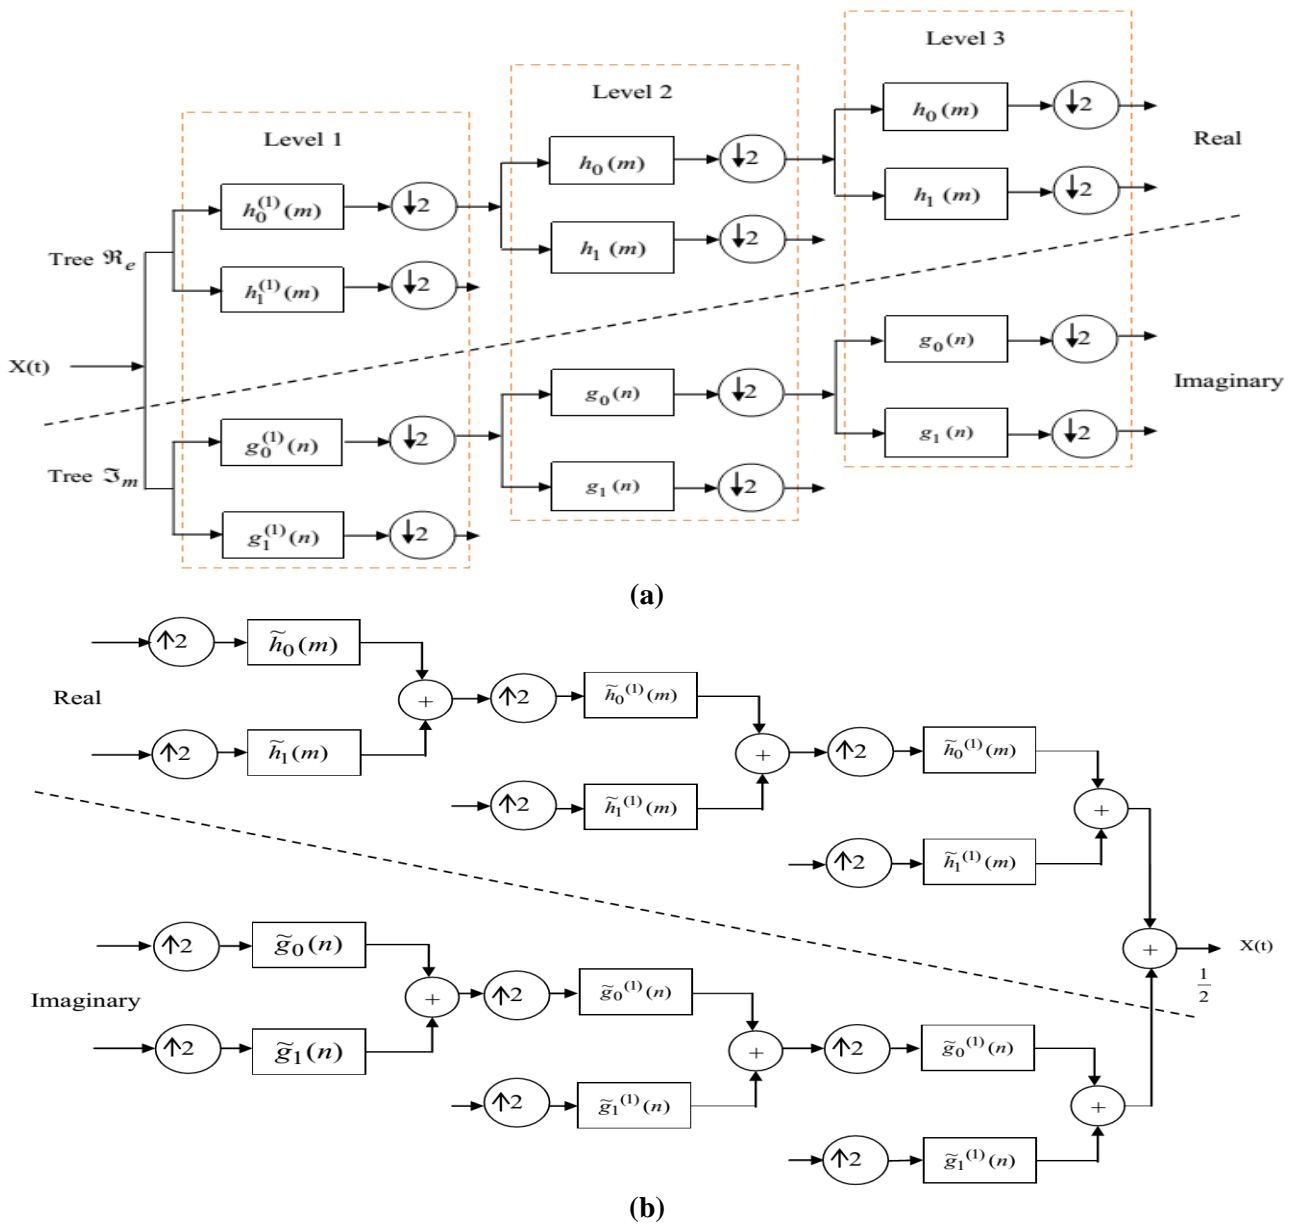 Level 3
Level 2
Level 1
h₀(m) ↓2
h₀(m) ↓2
Real
h₁(m) ↓2
h₀⁽¹⁾(m) ↓2
h₁(m) ↓2
Tree ℜₑ
h₁⁽¹⁾(m) ↓2
g₀(n) ↓2
X(t)
g₀(n) ↓2
Imaginary
g₀⁽¹⁾(n) ↓2
g₁(n) ↓2
Tree ℑₘ
g₁(n) ↓2
g₁⁽¹⁾(n) ↓2
(a)
↑2 h̃₀(m)
Real
+ ↑2 h̃₀⁽¹⁾(m)
↑2 h̃₁(m)
+ ↑2 h̃₀⁽¹⁾(m)
↑2 h̃₁⁽¹⁾(m)
+
↑2 h̃₁⁽¹⁾(m)
↑2 g̃₀(n)
+ X(t)
1/2
Imaginary
+ ↑2 g̃₀⁽¹⁾(n)
↑2 g̃₁(n)
+ ↑2 g̃₀⁽¹⁾(n)
↑2 g̃₁⁽¹⁾(n)
+
↑2 g̃₁⁽¹⁾(n)
(b)